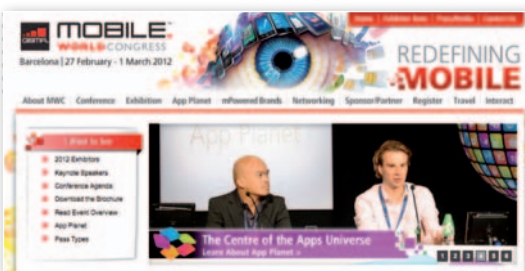 Home | Exhibitor Area | Press/Media | Contact Us
GSMA
MOBILE
WORLDCONGRESS
Barcelona | 27 February - 1 March 2012
REDEFINING
MOBILE
About MWC Conference Exhibition App Planet mPowered Brands Networking Sponsor/Partner Register Travel Interact
I Want to See
2012 Exhibitors
Keynote Speakers
Conference Agenda
Download the Brochure
Read Event Overview
App Planet
Pass Types
App Planet
The Centre of the Apps Universe
Learn About App Planet >
1 2 3 4 5 6